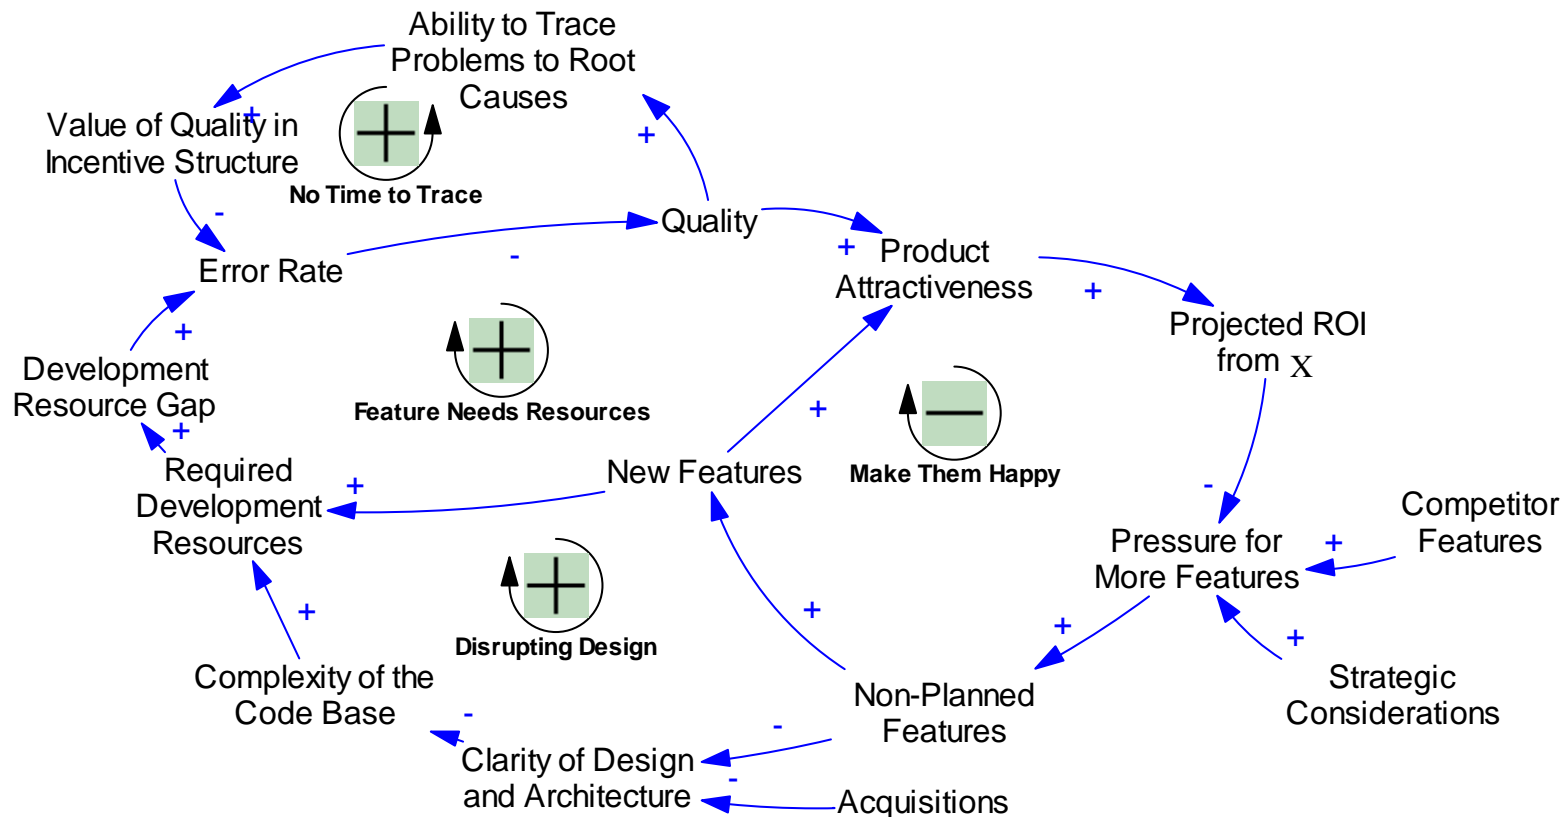 Ability to Trace
Problems to Root
Causes
+
Value of Quality in
Incentive Structure
+
No Time to Trace
-
Quality
Error Rate
-
+
Product
Attractiveness
+
Projected ROI
from X
+
Development
Resource Gap
Feature Needs Resources
+
+
Required
Development
Resources
+
New Features
Make Them Happy
-
Competitor
Features
+
Pressure for
More Features
+
Disrupting Design
+
+
+
Complexity of the
Code Base
-
Non-Planned
Features
-
Strategic
Considerations
Clarity of Design
and Architecture
-
Acquisitions